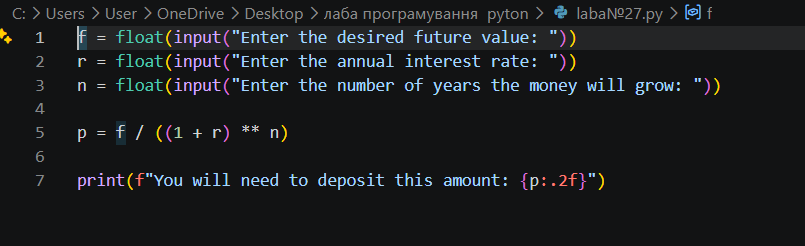 C: > Users > User > OneDrive > Desktop > лаба програмування pyton > laba№27.py > f
1 f = float(input("Enter the desired future value: "))
2 r = float(input("Enter the annual interest rate: "))
3 n = float(input("Enter the number of years the money will grow: "))
4
5 p = f / ((1 + r) ** n)
6
7 print(f"You will need to deposit this amount: {p:.2f}")